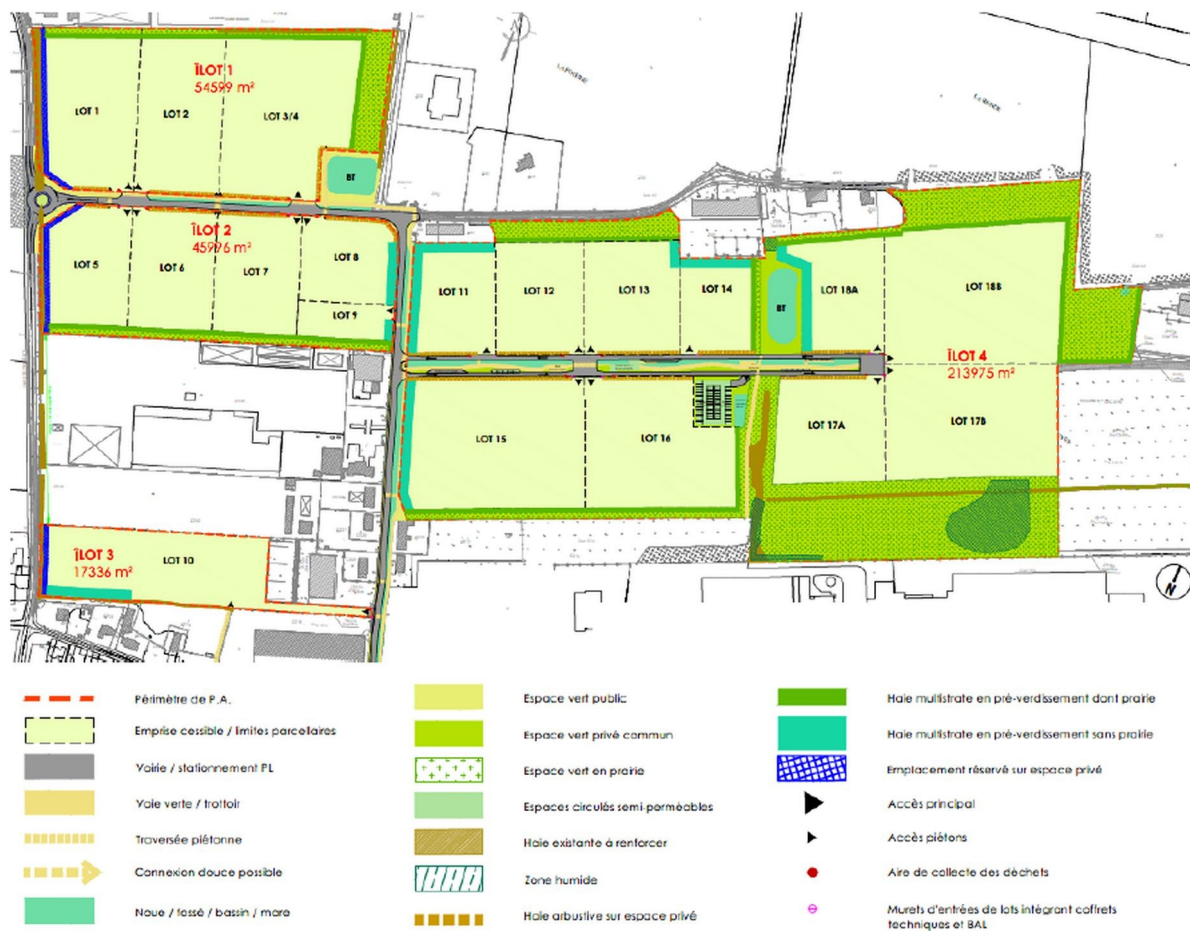 ÎLOT 1
54599 m²
LOT 1
LOT 2
LOT 3/4
BT
ÎLOT 2
45976 m²
LOT 5
LOT 6
LOT 7
LOT 8
LOT 9
LOT 11
LOT 12
LOT 13
LOT 14
BT
LOT 18A
LOT 18B
ÎLOT 4
213975 m²
LOT 15
LOT 16
LOT 17A
LOT 17B
ÎLOT 3
17336 m²
LOT 10
N
Périmètre de P.A.
Emprise cessible / limites parcellaires
Voirie / stationnement PL
Voie verte / trottoir
Traversée piétonne
Connexion douce possible
Noue / fossé / bassin / mare
Espace vert public
Espace vert privé commun
Espace vert en prairie
Espaces circulés semi-perméables
Haie existante à renforcer
Zone humide
Haie arbustive sur espace privé
Haie multistrate en pré-verdissement dont prairie
Haie multistrate en pré-verdissement sans prairie
Emplacement réservé sur espace privé
Accès principal
Accès piétons
Aire de collecte des déchets
Murets d'entrées de lots intégrant coffrets
techniques et BAL